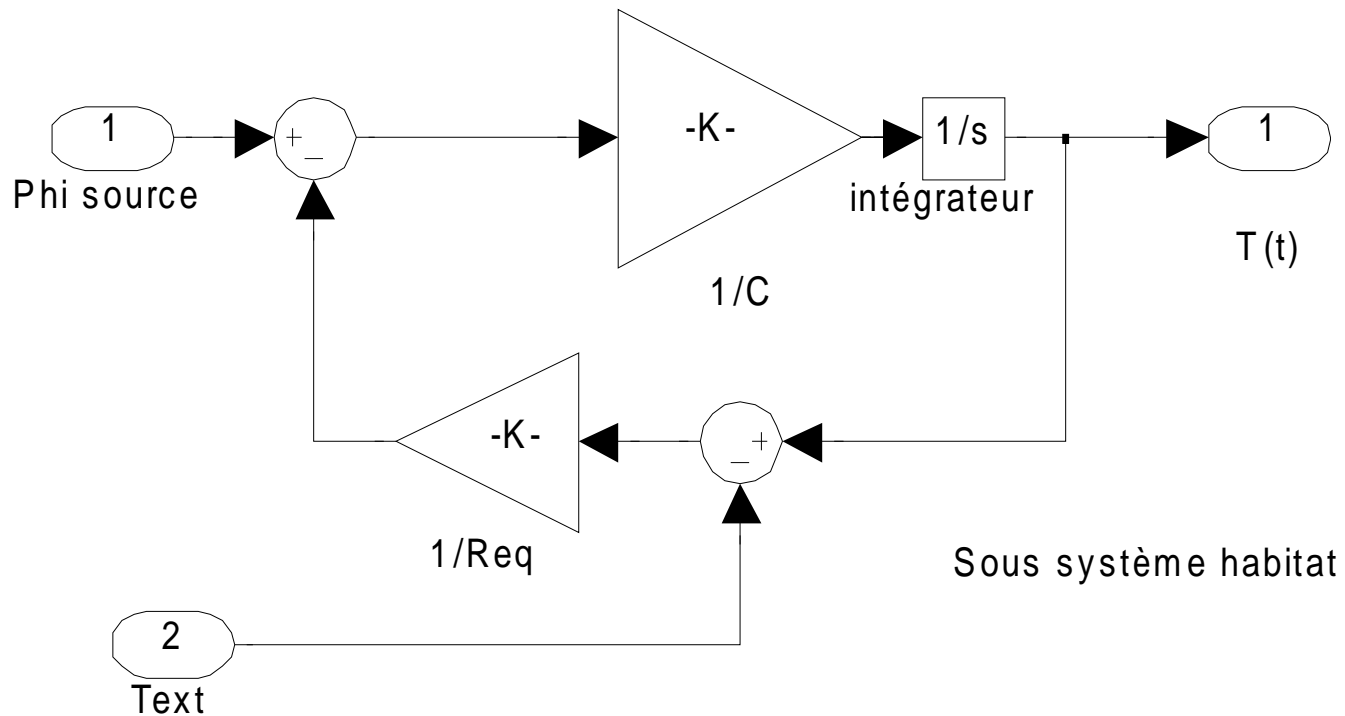 1
Phi source
+
−
-K-
1/C
1/s
intégrateur
1
T(t)
-K-
1/Req
+
−
Sous système habitat
2
Text